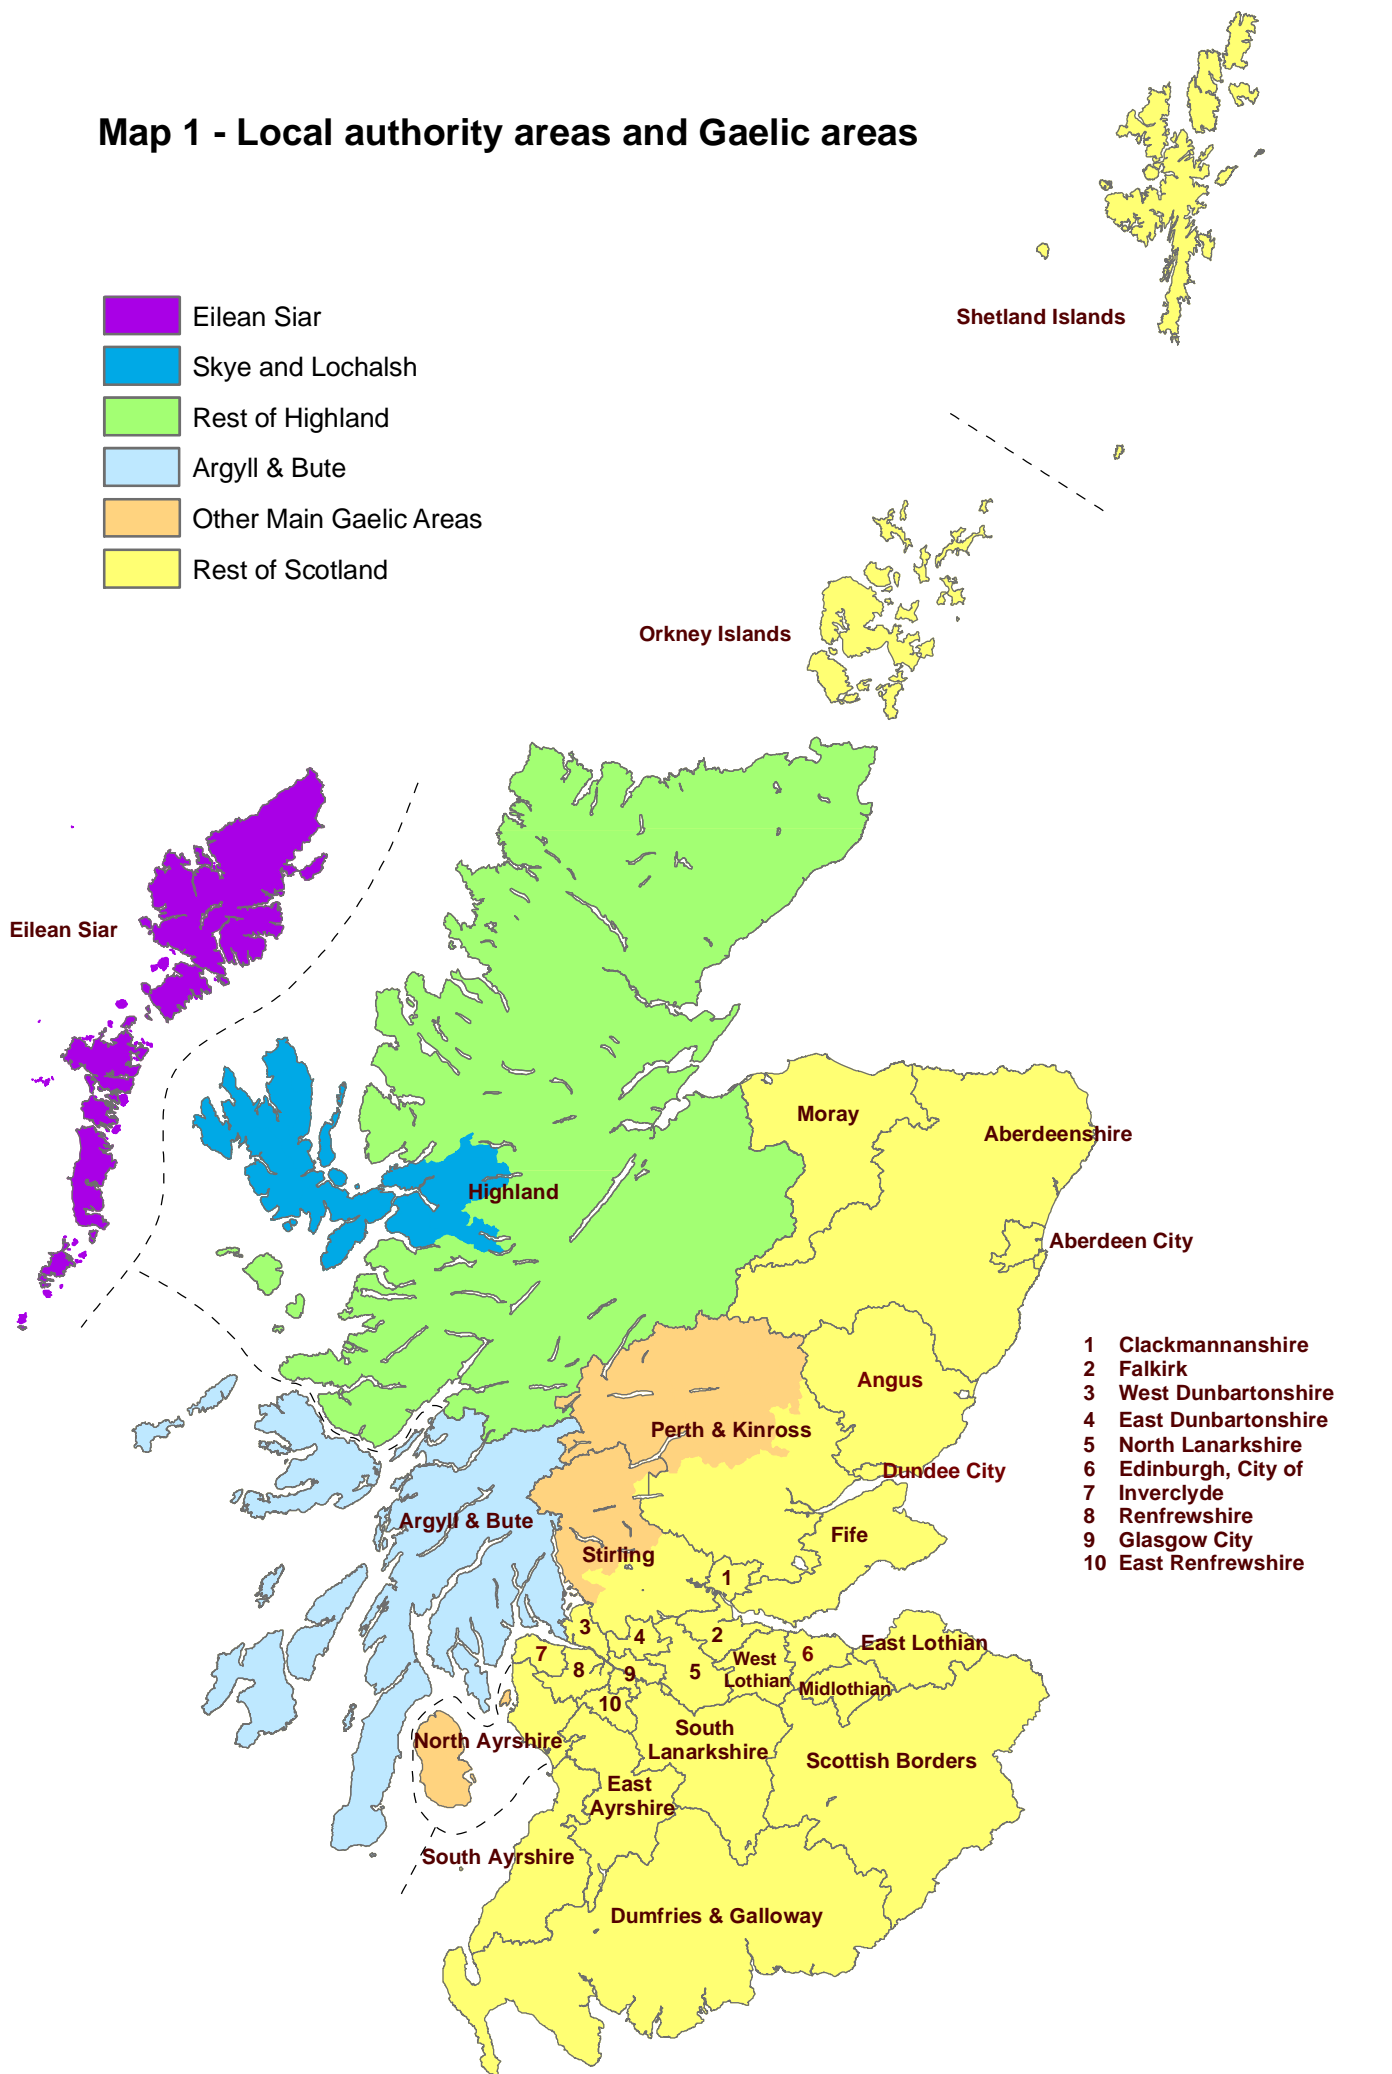 Map 1 - Local authority areas and Gaelic areas
Eilean Siar
Skye and Lochalsh
Rest of Highland
Argyll & Bute
Other Main Gaelic Areas
Rest of Scotland
Shetland Islands
Orkney Islands
Eilean Siar
Moray
Aberdeenshire
Highland
Aberdeen City
Angus
Perth & Kinross
Dundee City
Argyll & Bute
Fife
Stirling
1
3
4
2
7
8
9
5
6
10
West
Lothian
East Lothian
Midlothian
North Ayrshire
South
Lanarkshire
Scottish Borders
East
Ayrshire
South Ayrshire
Dumfries & Galloway
1 Clackmannanshire
2 Falkirk
3 West Dunbartonshire
4 East Dunbartonshire
5 North Lanarkshire
6 Edinburgh, City of
7 Inverclyde
8 Renfrewshire
9 Glasgow City
10 East Renfrewshire